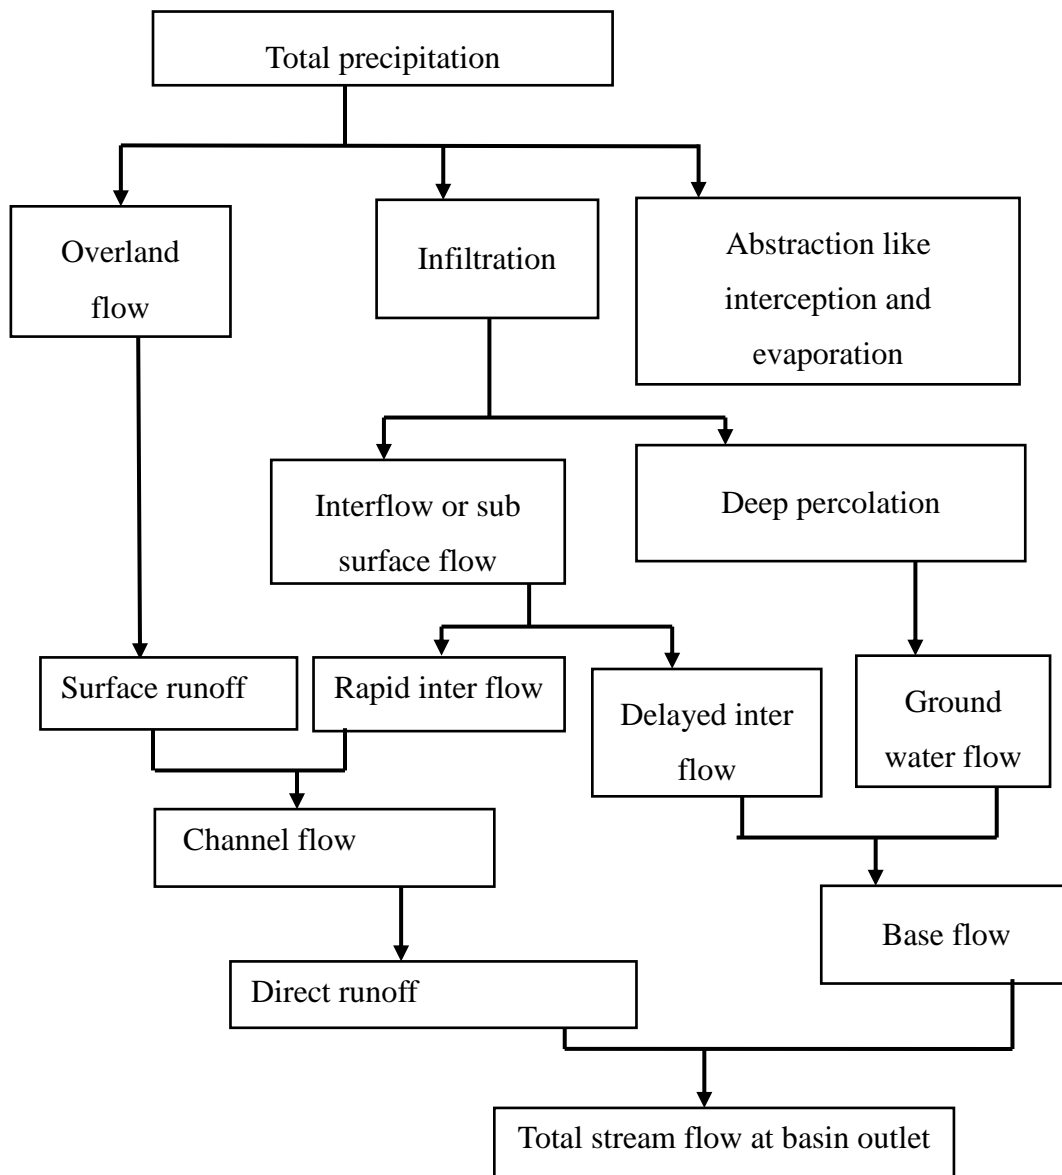 Total precipitation
Overland
flow
Infiltration
Abstraction like
interception and
evaporation
Interflow or sub
surface flow
Deep percolation
Surface runoff
Rapid inter flow
Delayed inter
flow
Ground
water flow
Channel flow
Base flow
Direct runoff
Total stream flow at basin outlet